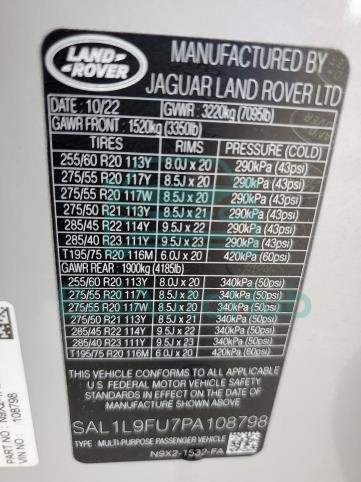 LAND
ROVER
MANUFACTURED BY
JAGUAR LAND ROVER LTD
DATE: 10/22 GVWR: 3220kg (7095lb)
GAWR FRONT: 1520kg (3350lb)
TIRES RIMS PRESSURE (COLD)
255/60 R20 113Y 8.0J x 20 290kPa (43psi)
275/55 R20 117Y 8.5J x 20 290kPa (43psi)
275/55 R20 117W 8.5J x 20 290kPa (43psi)
275/50 R21 113Y 8.5J x 21 290kPa (43psi)
285/45 R22 114Y 9.5J x 22 290kPa (43psi)
285/40 R23 111Y 9.5J x 23 290kPa (43psi)
T195/75 R20 116M 6.0J x 20 420kPa (60psi)
GAWR REAR: 1900kg (4185lb)
255/60 R20 113Y 8.0J x 20 340kPa (50psi)
275/55 R20 117Y 8.5J x 20 340kPa (50psi)
275/55 R20 117W 8.5J x 20 340kPa (50psi)
275/50 R21 113Y 8.5J x 21 340kPa (50psi)
285/45 R22 114Y 9.5J x 22 340kPa (50psi)
285/40 R23 111Y 9.5J x 23 340kPa (50psi)
T195/75 R20 116M 6.0J x 20 420kPa (60psi)
THIS VEHICLE CONFORMS TO ALL APPLICABLE
U.S. FEDERAL MOTOR VEHICLE SAFETY
STANDARDS IN EFFECT ON THE DATE OF
MANUFACTURE SHOWN ABOVE.
SAL1L9FU7PA108798
TYPE: MULTI-PURPOSE PASSENGER VEHICLE
N9X2-1532-FA
PART NO: N9X2-
VIN NO: 108798